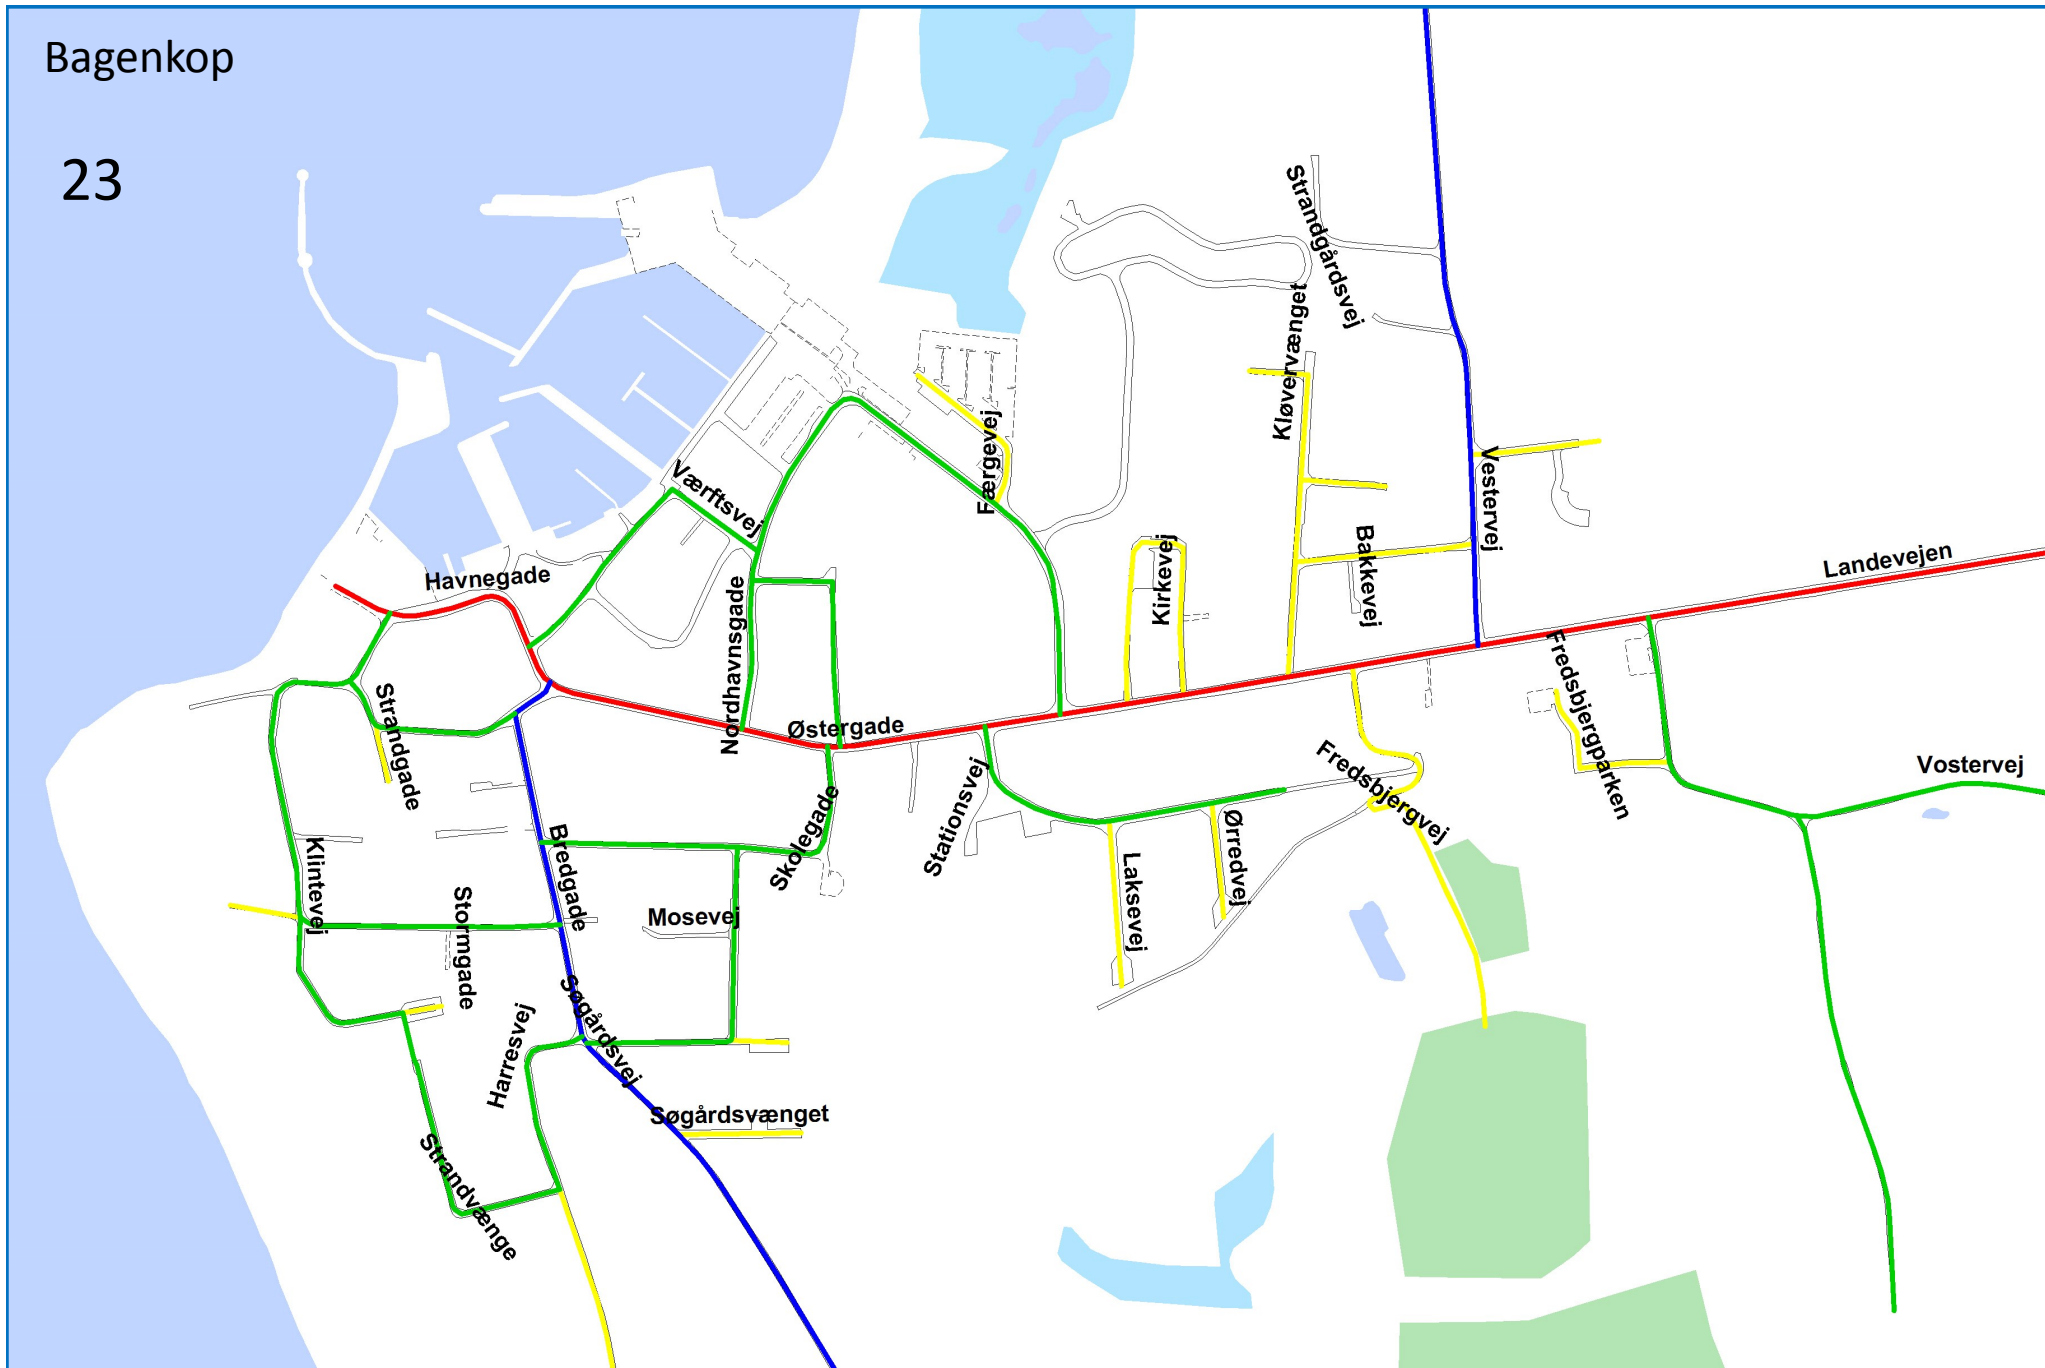 Bagenkop
23
Strandgårdsvej
Kløvervænget
Færgevej
Værftsvej
Vestervej
Bakkevej
Kirkevej
Landevejen
Havnegade
Nordhavnsgade
Østergade
Fredsbjergparken
Strandgade
Fredsbjergvej
Vostervej
Stationsvej
Skolegade
Ørredvej
Laksevej
Klintevej
Bredgade
Stormgade
Mosevej
Søgårdsvej
Harresvej
Søgårdsvænget
Strandvænge